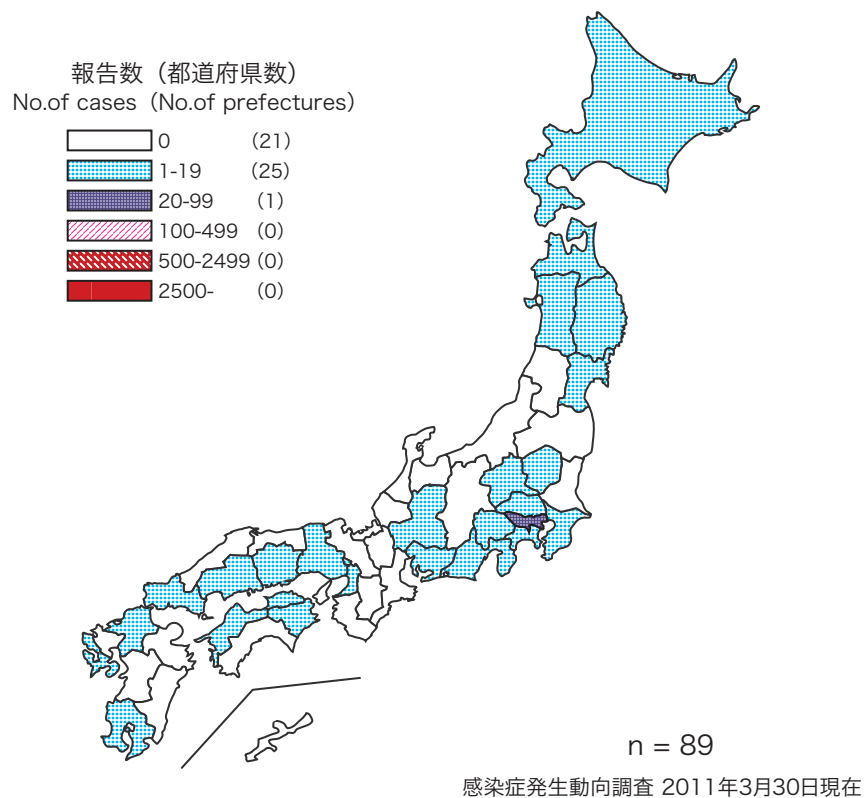 報告数（都道府県数）
No.of cases（No.of prefectures）
0 （21）
1-19 （25）
20-99 （1）
100-499 （0）
500-2499（0）
2500- （0）
n = 89
感染症発生動向調査 2011年3月30日現在